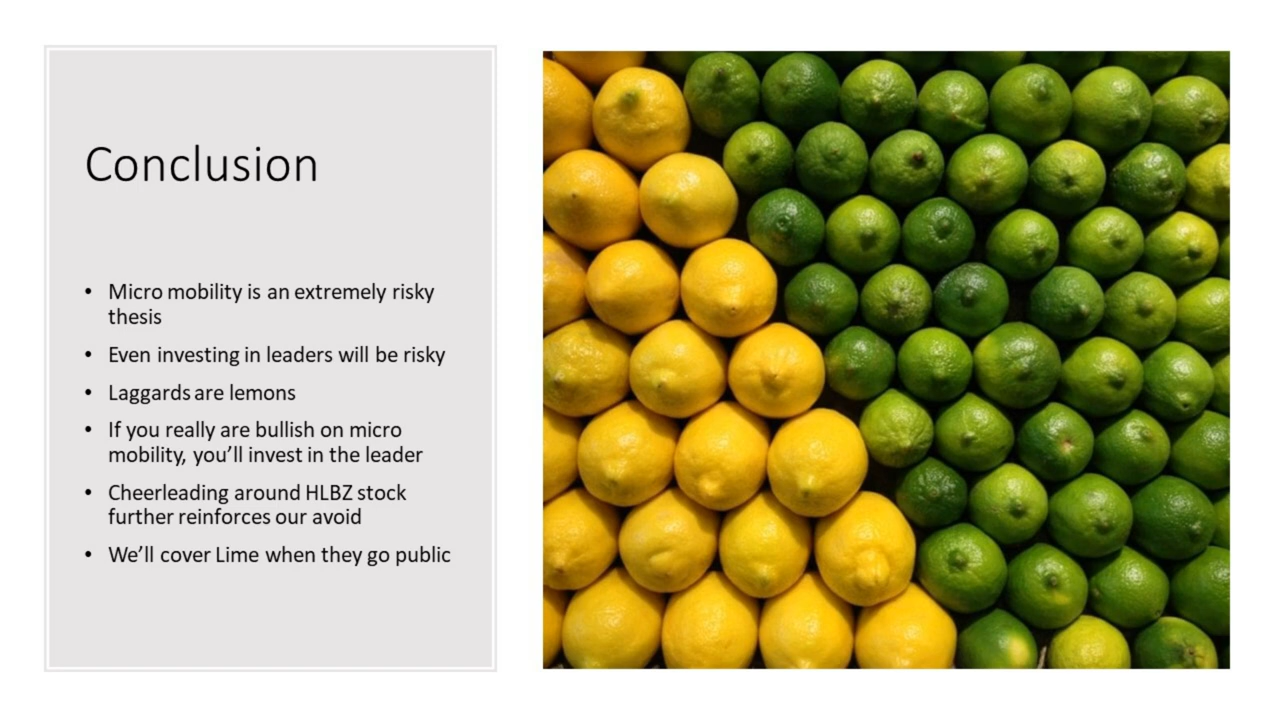 Conclusion
• Micro mobility is an extremely risky
thesis
• Even investing in leaders will be risky
• Laggards are lemons
• If you really are bullish on micro
mobility, you’ll invest in the leader
• Cheerleading around HLBZ stock
further reinforces our avoid
• We’ll cover Lime when they go public